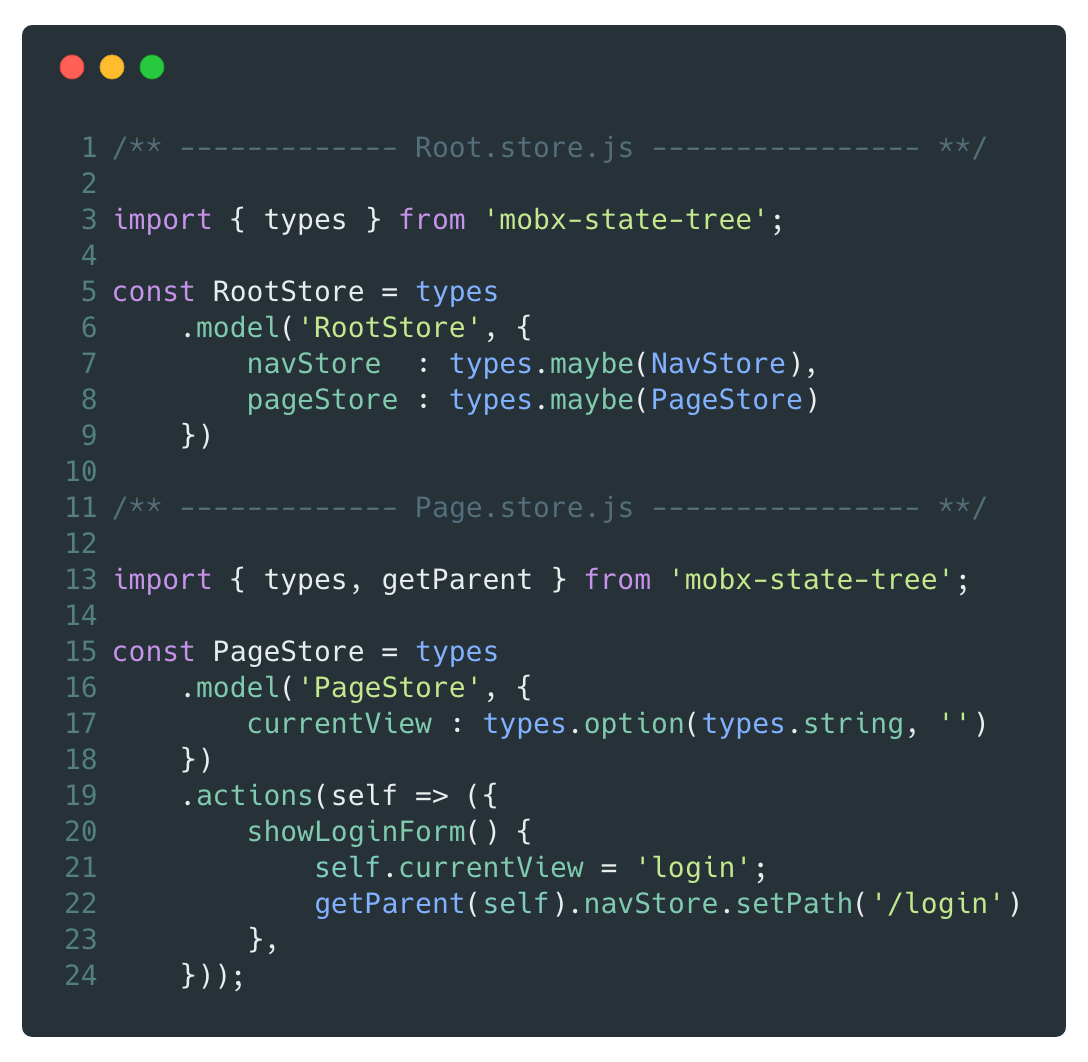 1 /** ------------- Root.store.js ---------------- **/
2
3 import { types } from 'mobx-state-tree';
4
5 const RootStore = types
6     .model('RootStore', {
7         navStore  : types.maybe(NavStore),
8         pageStore : types.maybe(PageStore)
9     })
10
11 /** ------------- Page.store.js ---------------- **/
12
13 import { types, getParent } from 'mobx-state-tree';
14
15 const PageStore = types
16     .model('PageStore', {
17         currentView : types.option(types.string, '')
18     })
19     .actions(self => ({
20         showLoginForm() {
21             self.currentView = 'login';
22             getParent(self).navStore.setPath('/login')
23         },
24     }));